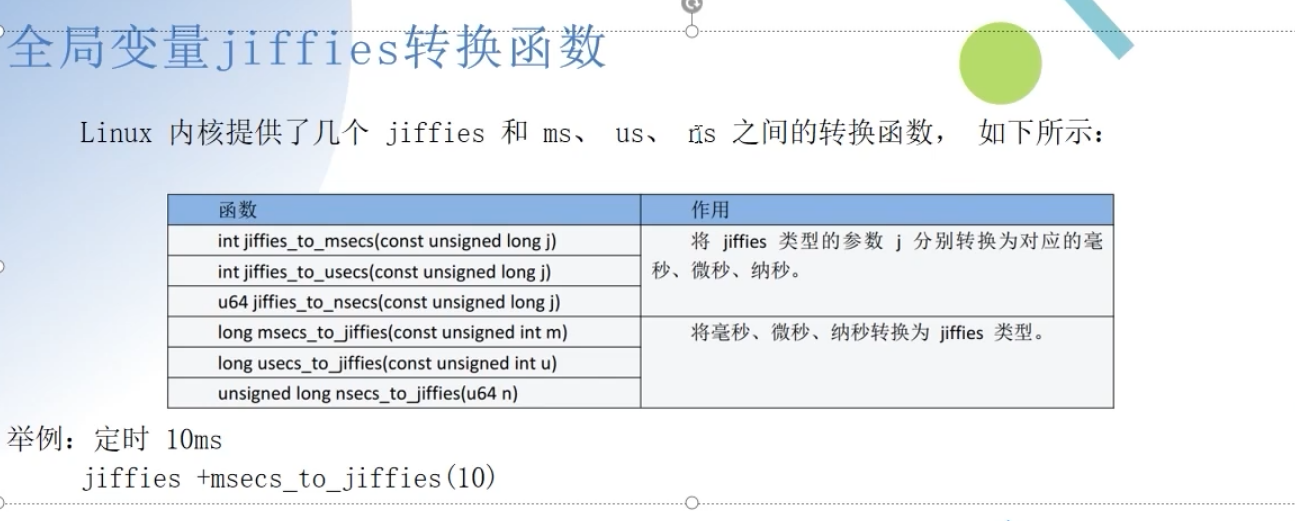 全局变量jiffies转换函数
Linux 内核提供了几个 jiffies 和 ms、 us、 ns 之间的转换函数， 如下所示：
函数 作用
int jiffies_to_msecs(const unsigned long j)
int jiffies_to_usecs(const unsigned long j)
u64 jiffies_to_nsecs(const unsigned long j)
将 jiffies 类型的参数 j 分别转换为对应的毫
秒、微秒、纳秒。
long msecs_to_jiffies(const unsigned int m)
long usecs_to_jiffies(const unsigned int u)
unsigned long nsecs_to_jiffies(u64 n)
将毫秒、微秒、纳秒转换为 jiffies 类型。
举例：定时 10ms
jiffies +msecs_to_jiffies(10)